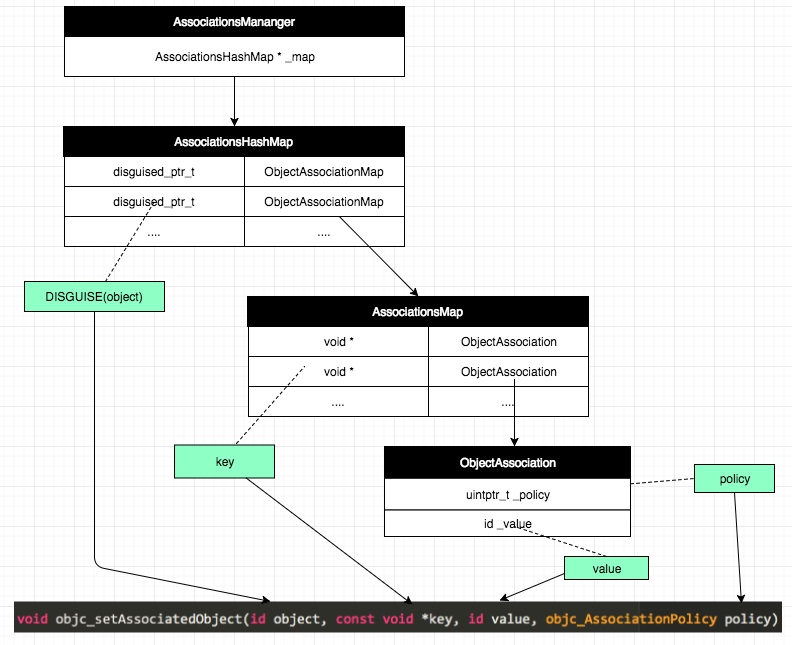 AssociationsMananger
AssociationsHashMap * _map
AssociationsHashMap
disguised_ptr_t ObjectAssociationMap
disguised_ptr_t ObjectAssociationMap
.... ....
DISGUISE(object)
AssociationsMap
void * ObjectAssociation
void * ObjectAssociation
.... ....
key
ObjectAssociation
policy
uintptr_t _policy
id _value
value
void objc_setAssociatedObject(id object, const void *key, id value, objc_AssociationPolicy policy)